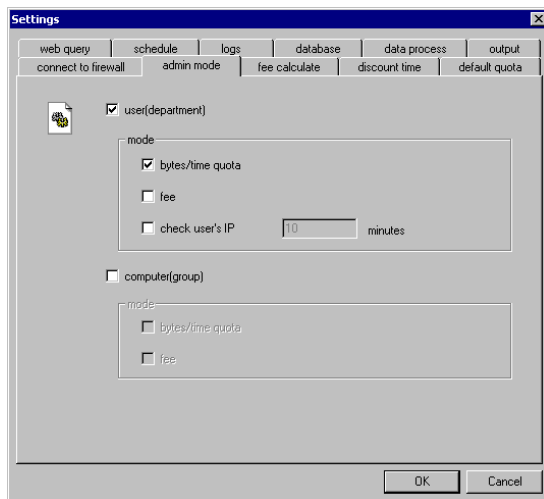 Settings
web query schedule logs database data process output
connect to firewall admin mode fee calculate discount time default quota
user(department)
mode
bytes/time quota
fee
check user's IP 10 minutes
computer(group)
mode
bytes/time quota
fee
OK Cancel